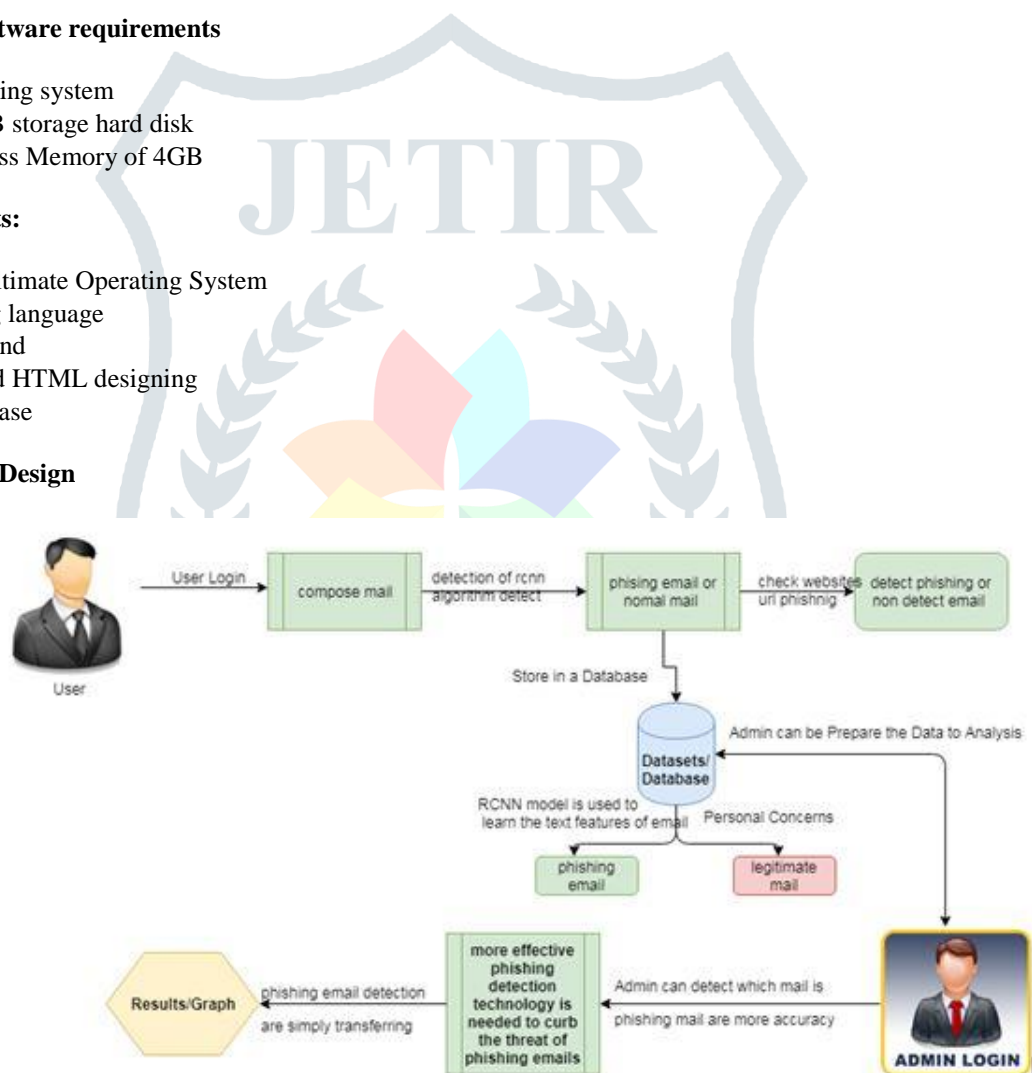 tware requirements
ing system
B storage hard disk
ss Memory of 4GB
JETIR
ts:
timate Operating System
g language
nd
d HTML designing
ase
Design
User Login
compose mail
detection of rcnn
algorithm detect
phising email or
nomal mail
check websites
url phishnig
detect phishing or
non detect email
User
Store in a Database
Admin can be Prepare the Data to Analysis
Datasets/
Database
RCNN model is used to
learn the text features of email
Personal Concerns
phishing
email
legitimate
mail
more effective
phishing
detection
technology is
needed to curb
the threat of
phishing emails
Results/Graph
phishing email detection
are simply transferring
Admin can detect which mail is
phishing mail are more accuracy
ADMIN LOGIN